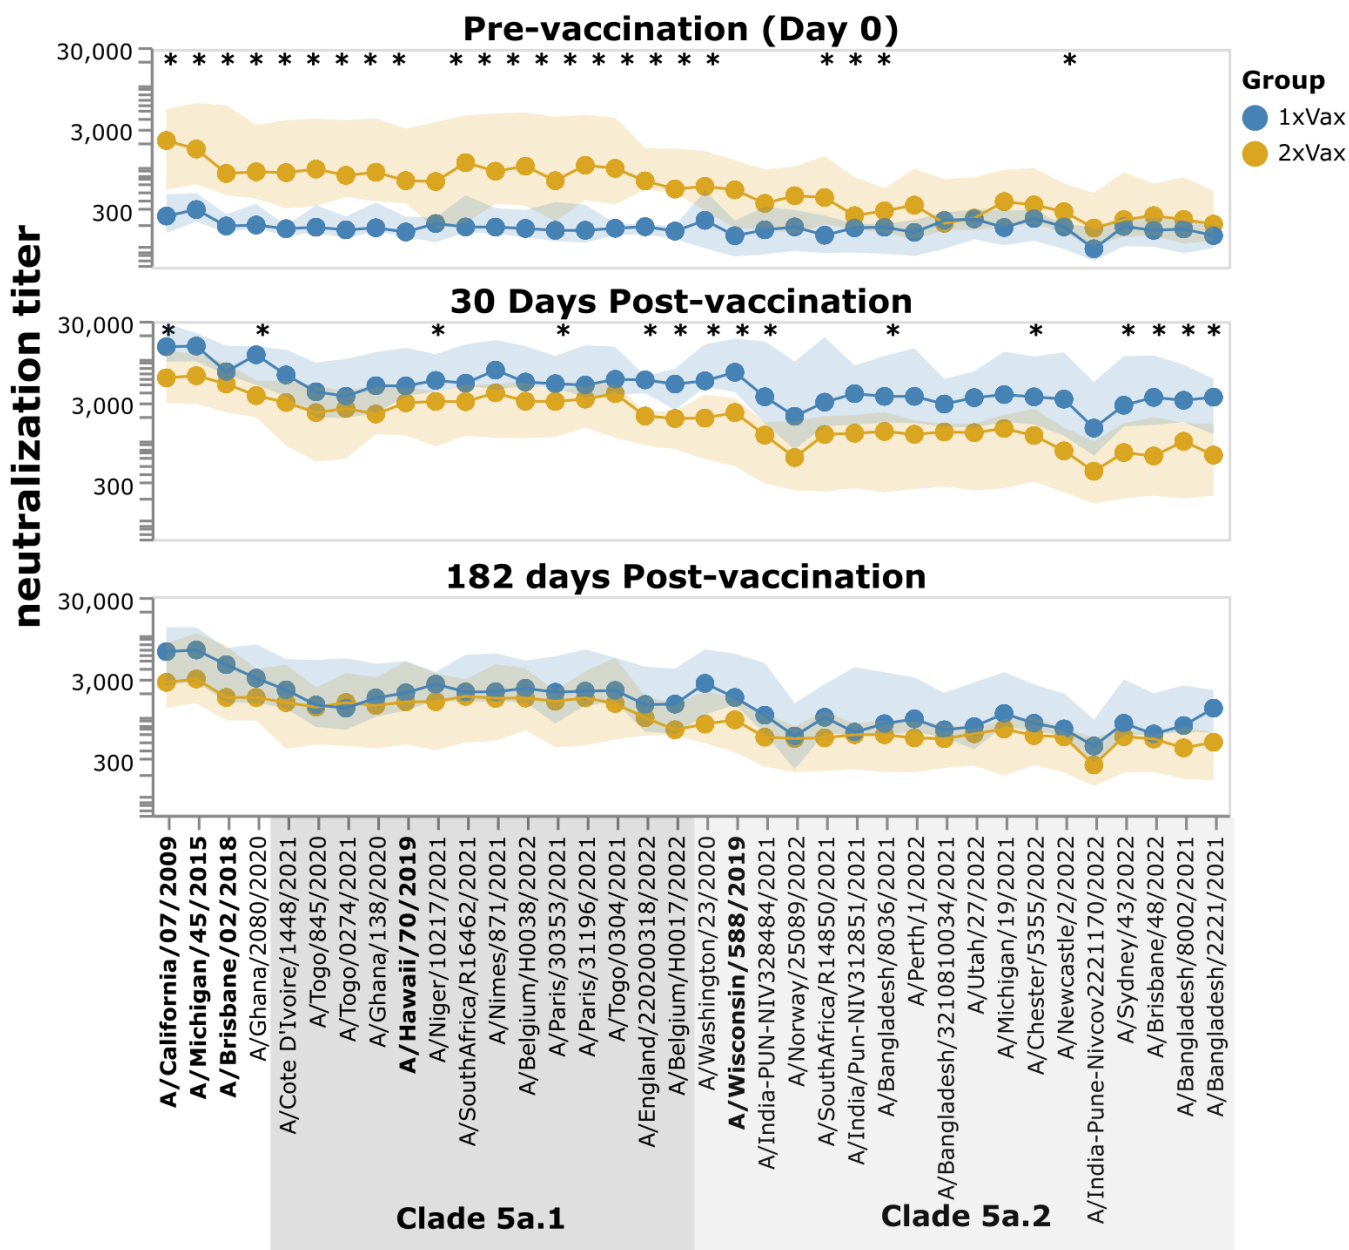 Pre-vaccination (Day 0)
30,000
* * * * * * * * * * * * * * * * * * * * * * *
3,000
300
Group
1xVax
2xVax
neutralization titer
30 Days Post-vaccination
30,000
* * * * * * * * * * * * * * *
3,000
300
182 days Post-vaccination
30,000
3,000
300
A/California/07/2009
A/Michigan/45/2015
A/Brisbane/02/2018
A/Ghana/2080/2020
A/Cote D'Ivoire/14448/2021
A/Togo/845/2020
A/Togo/0274/2021
A/Ghana/138/2020
A/Hawaii/70/2019
A/Niger/10217/2021
A/SouthAfrica/R16462/2021
A/Nimes/871/2021
A/Belgium/H0038/2022
A/Paris/30353/2021
A/Paris/31196/2021
A/Togo/0304/2021
A/England/220200318/2022
A/Belgium/H0017/2022
A/Washington/23/2020
A/Wisconsin/588/2019
A/India-PUN-NIV328484/2021
A/Norway/25089/2022
A/SouthAfrica/R14850/2021
A/India/Pun-NIV312851/2021
A/Bangladesh/8036/2021
A/Perth/1/2022
A/Bangladesh/3210810034/2021
A/Utah/27/2022
A/Michigan/19/2021
A/Chester/5355/2022
A/Newcastle/2/2022
A/India-Pune-Nivcov2221170/2022
A/Sydney/43/2022
A/Brisbane/48/2022
A/Bangladesh/8002/2021
A/Bangladesh/2221/2021
Clade 5a.1
Clade 5a.2